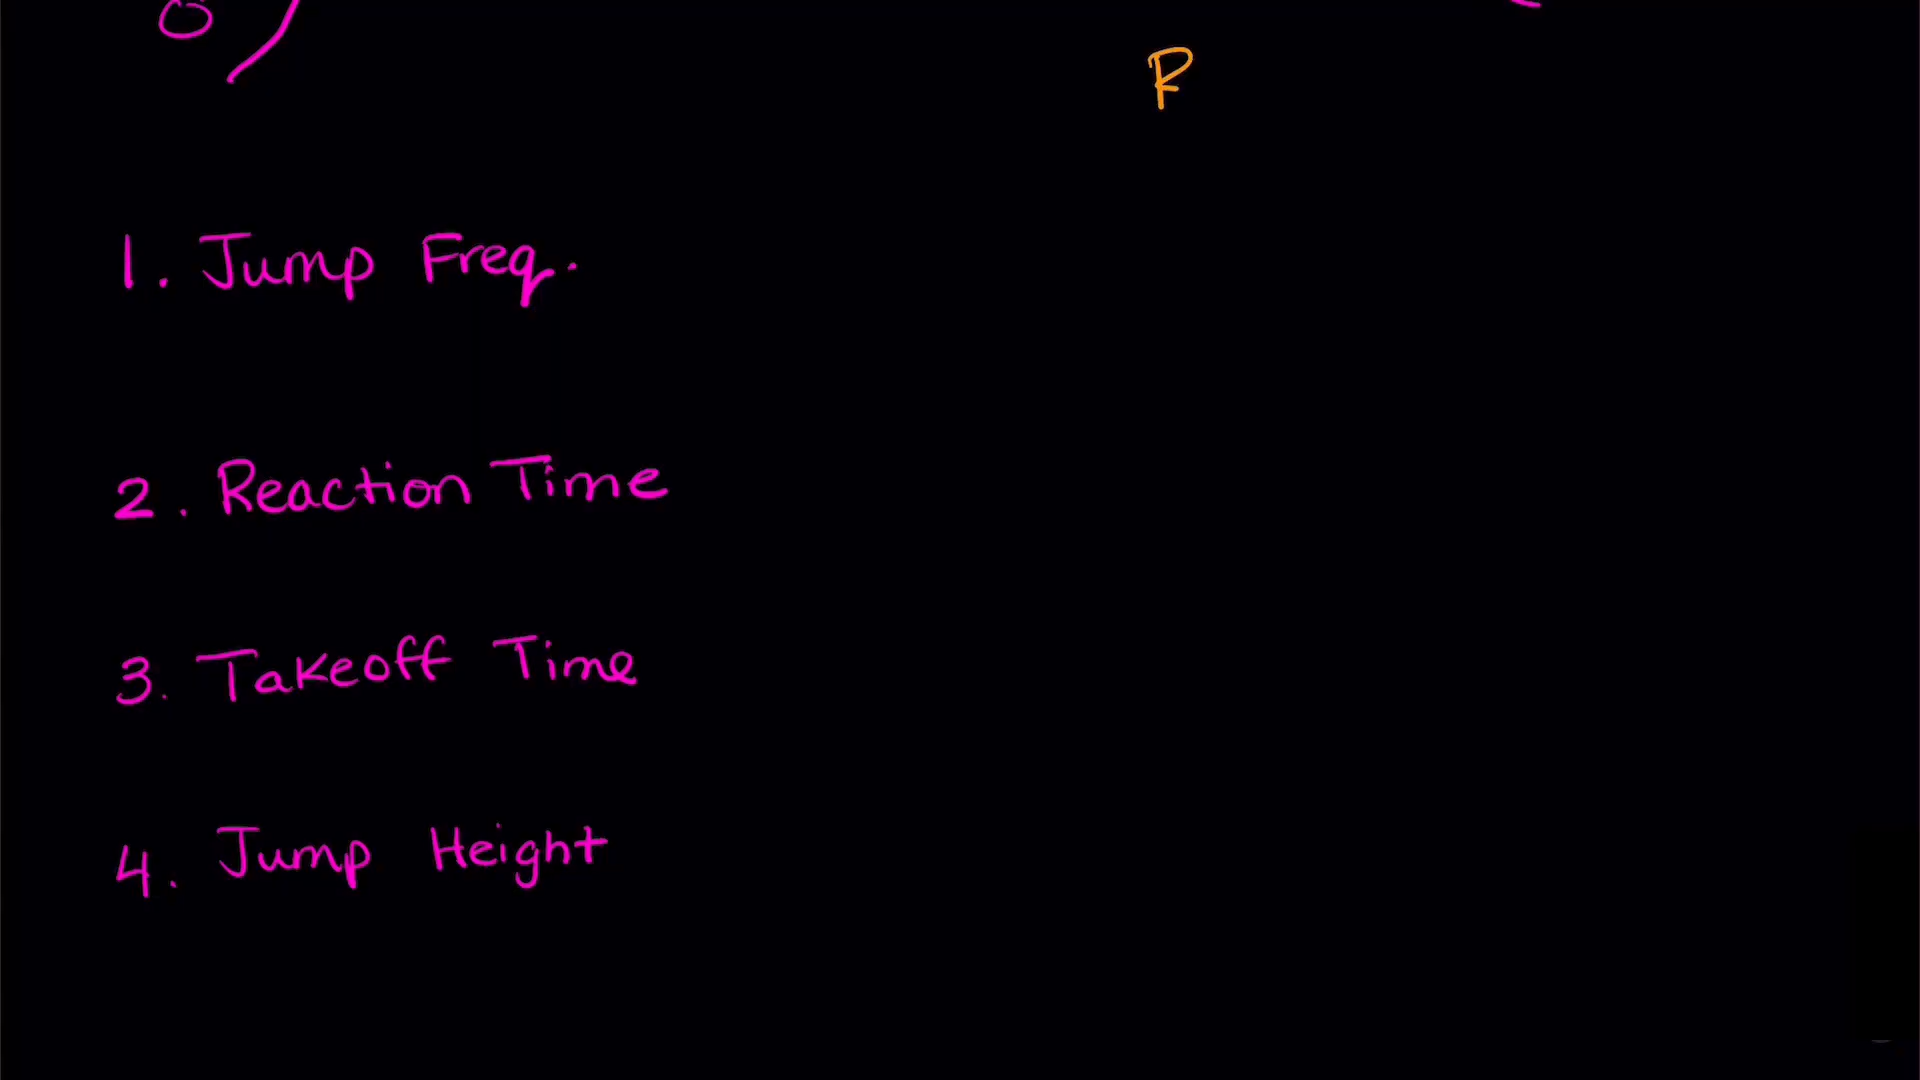 R
1. Jump Freq.
2. Reaction Time
3. Takeoff Time
4. Jump Height